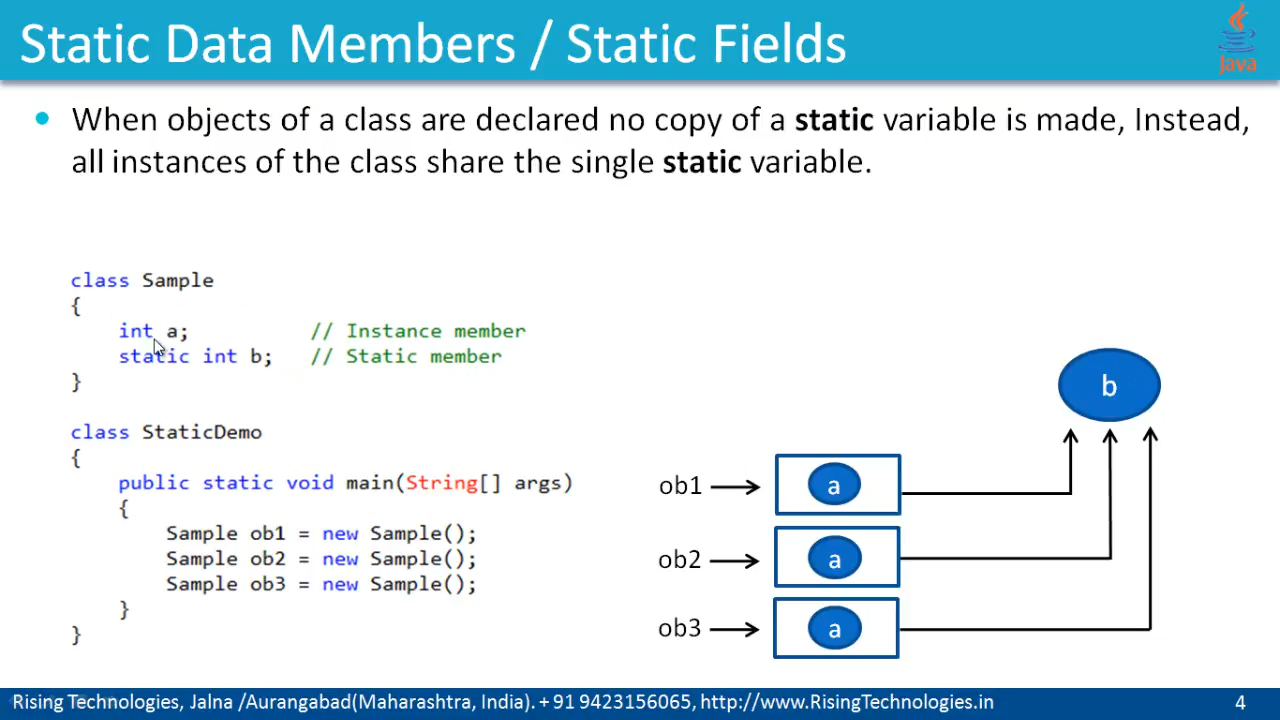 Static Data Members / Static Fields
Java
When objects of a class are declared no copy of a static variable is made, Instead,
all instances of the class share the single static variable.
class Sample
{
int a; // Instance member
static int b; // Static member
}
class StaticDemo
{
public static void main(String[] args)
{
Sample ob1 = new Sample();
Sample ob2 = new Sample();
Sample ob3 = new Sample();
}
}
b
ob1 a
ob2 a
ob3 a
Rising Technologies, Jalna /Aurangabad(Maharashtra, India). + 91 9423156065, http://www.RisingTechnologies.in 4